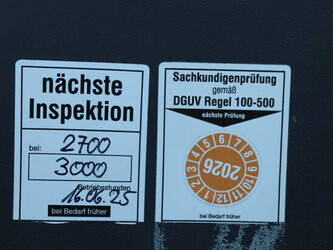 nächste
Inspektion
bei: 2700
3000
Betriebsstunden
16.06.25
bei Bedarf früher
Sachkundigenprüfung
gemäß
DGUV Regel 100-500
nächste Prüfung
2026
1 2 3 4 5 6 7 8 9 10 11 12
bei Bedarf früher